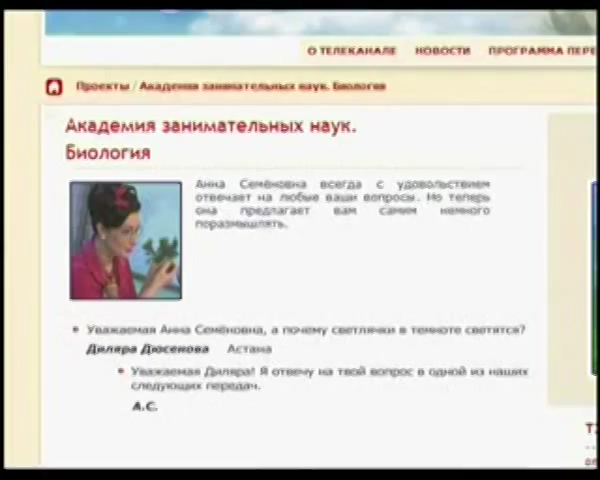 О ТЕЛЕКАНАЛЕ НОВОСТИ ПРОГРАММА ПЕРЕ
Проекты / Академия занимательных наук. Биология
Академия занимательных наук.
Биология
Анна Семёновна всегда с удовольствием
отвечает на любые ваши вопросы. Но теперь
она предлагает вам самим немного
поразмышлять.
Уважаемая Анна Семёновна, а почему светлячки в темноте светятся?
Диляра Дюсенова Астана
Уважаемая Диляра! Я отвечу на твой вопрос в одной из наших
следующих передач.
А.С.